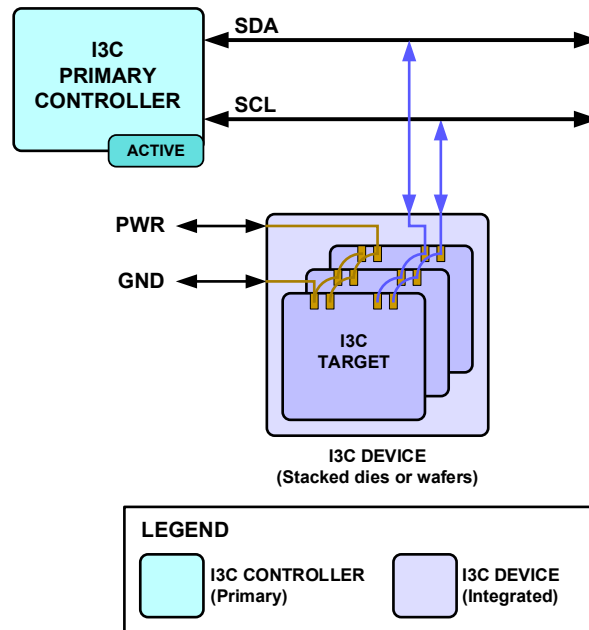 SDA
I3C
PRIMARY
CONTROLLER
SCL
ACTIVE
PWR
GND
I3C
TARGET
I3C DEVICE
(Stacked dies or wafers)
LEGEND
I3C CONTROLLER
(Primary)
I3C DEVICE
(Integrated)